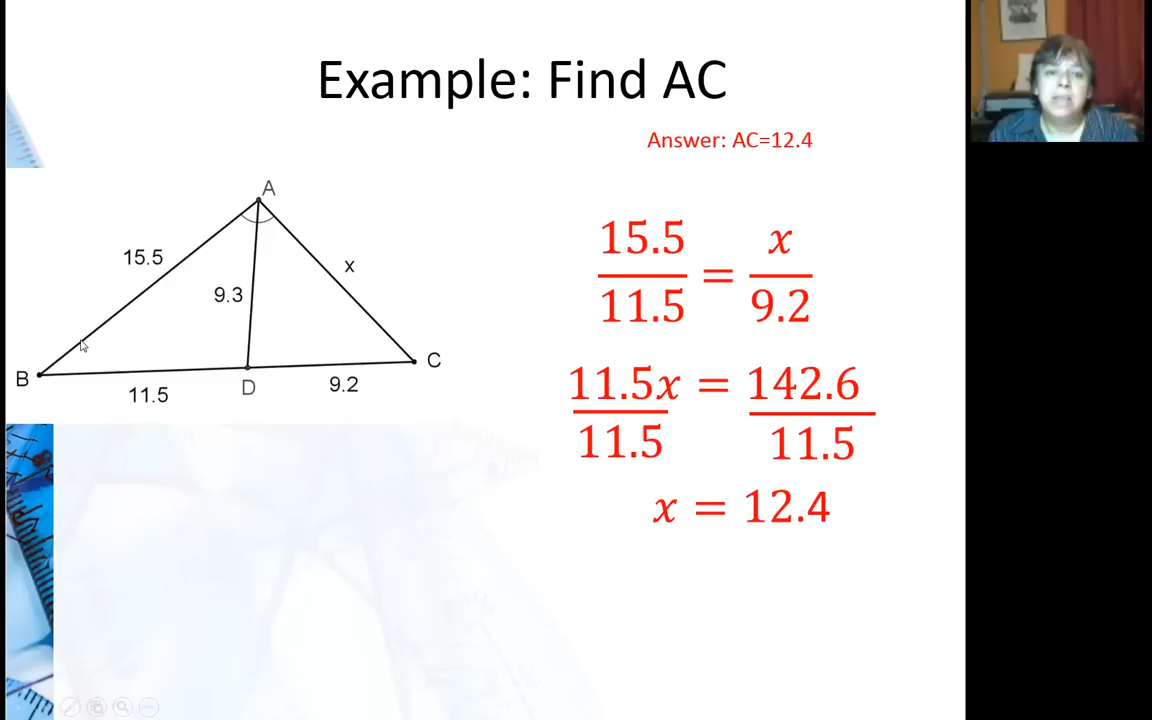 Example: Find AC
Answer: AC=12.4
A
15.5
x
9.3
B
11.5
D
9.2
C
15.5/11.5 = x/9.2
11.5x/11.5 = 142.6/11.5
x = 12.4